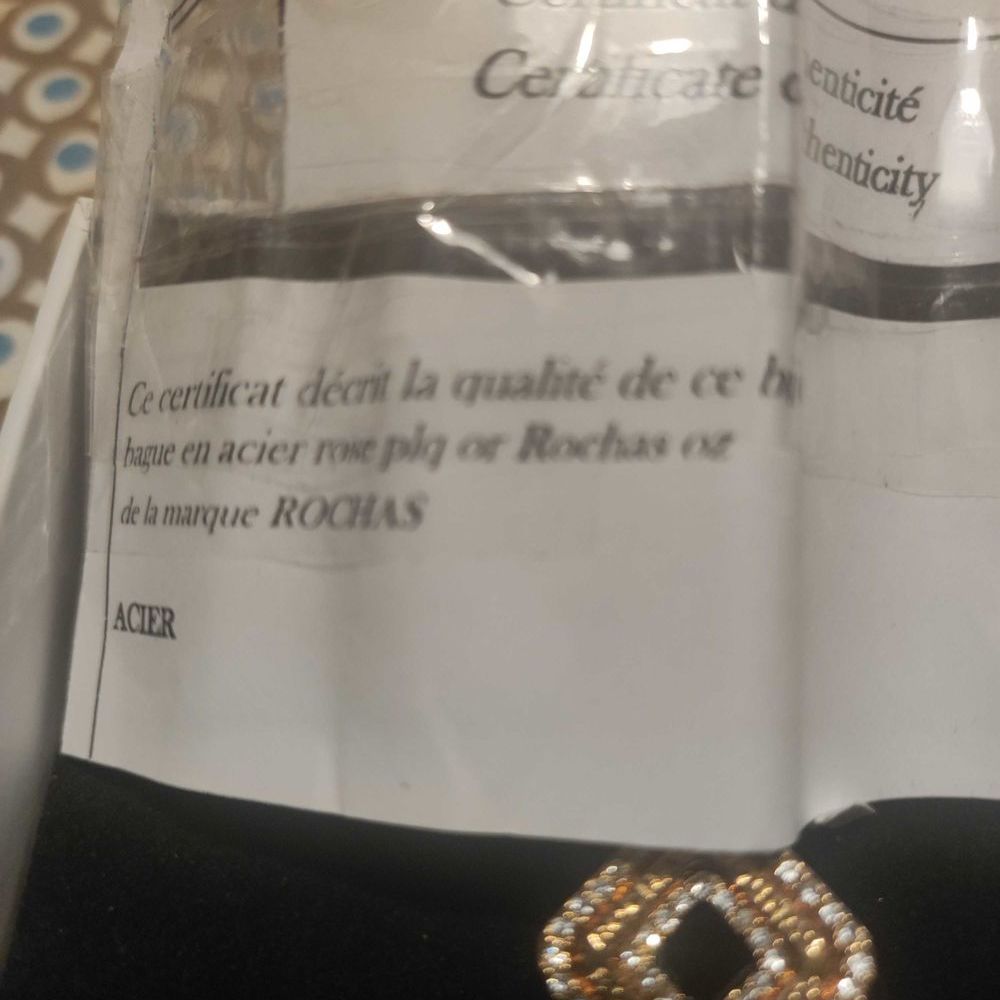 Certificate
enticité
henticity
Ce certificat décrit la qualité de ce
bague en acier rose plq or Rochas or
de la marque ROCHAS
ACIER